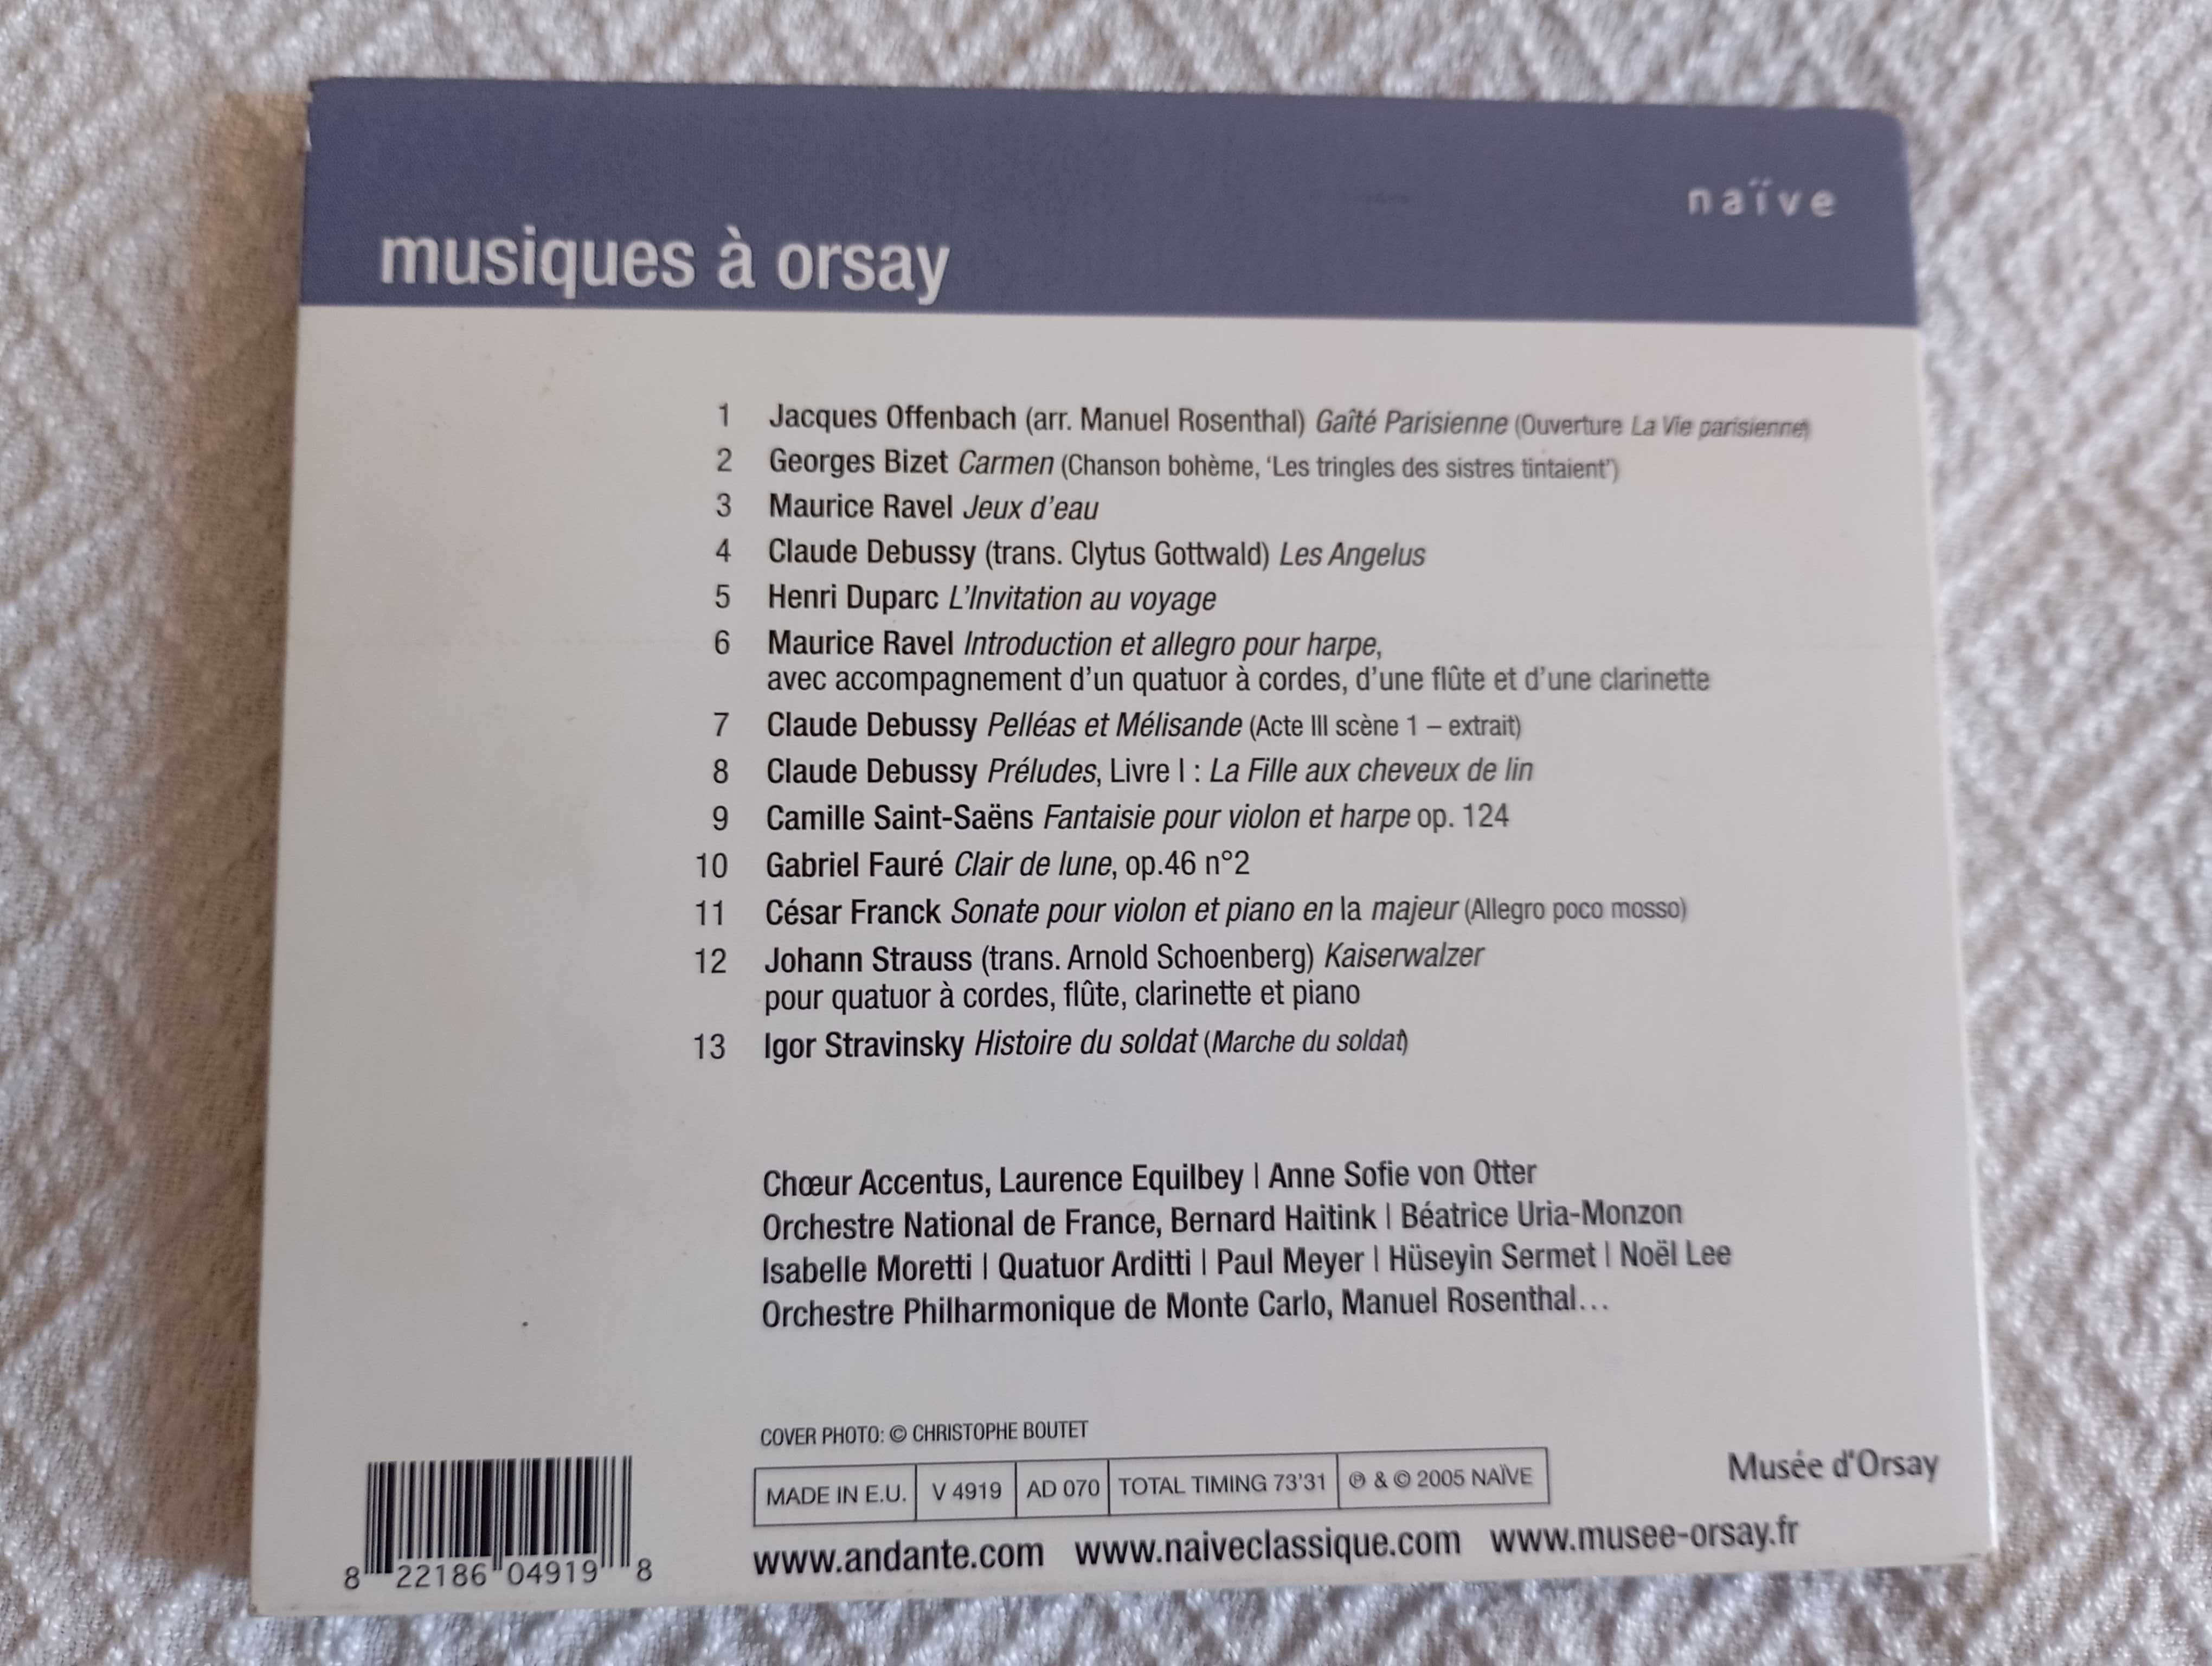 naïve
musiques à orsay
1 Jacques Offenbach (arr. Manuel Rosenthal) Gaîté Parisienne (Ouverture La Vie parisienne)
2 Georges Bizet Carmen (Chanson bohème, ‘Les tringles des sistres tintaient’)
3 Maurice Ravel Jeux d’eau
4 Claude Debussy (trans. Clytus Gottwald) Les Angelus
5 Henri Duparc L’Invitation au voyage
6 Maurice Ravel Introduction et allegro pour harpe,
avec accompagnement d’un quatuor à cordes, d’une flûte et d’une clarinette
7 Claude Debussy Pelléas et Mélisande (Acte III scène 1 – extrait)
8 Claude Debussy Préludes, Livre I : La Fille aux cheveux de lin
9 Camille Saint-Saëns Fantaisie pour violon et harpe op. 124
10 Gabriel Fauré Clair de lune, op.46 n°2
11 César Franck Sonate pour violon et piano en la majeur (Allegro poco mosso)
12 Johann Strauss (trans. Arnold Schoenberg) Kaiserwalzer
pour quatuor à cordes, flûte, clarinette et piano
13 Igor Stravinsky Histoire du soldat (Marche du soldat)
Chœur Accentus, Laurence Equilbey | Anne Sofie von Otter
Orchestre National de France, Bernard Haitink | Béatrice Uria-Monzon
Isabelle Moretti | Quatuor Arditti | Paul Meyer | Hüseyin Sermet | Noël Lee
Orchestre Philharmonique de Monte Carlo, Manuel Rosenthal…
COVER PHOTO: © CHRISTOPHE BOUTET
MADE IN E.U. V 4919 AD 070 TOTAL TIMING 73’31 ℗ & © 2005 NAÏVE
Musée d'Orsay
www.andante.com www.naiveclassique.com www.musee-orsay.fr
8 22186 04919 8